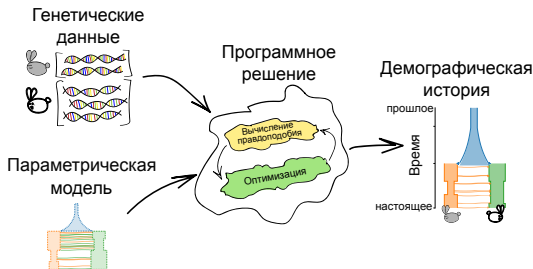 Генетические
данные
Программное
решение
Вычисление
правдоподобия
Оптимизация
Параметрическая
модель
Демографическая
история
прошлое
Время
настоящее